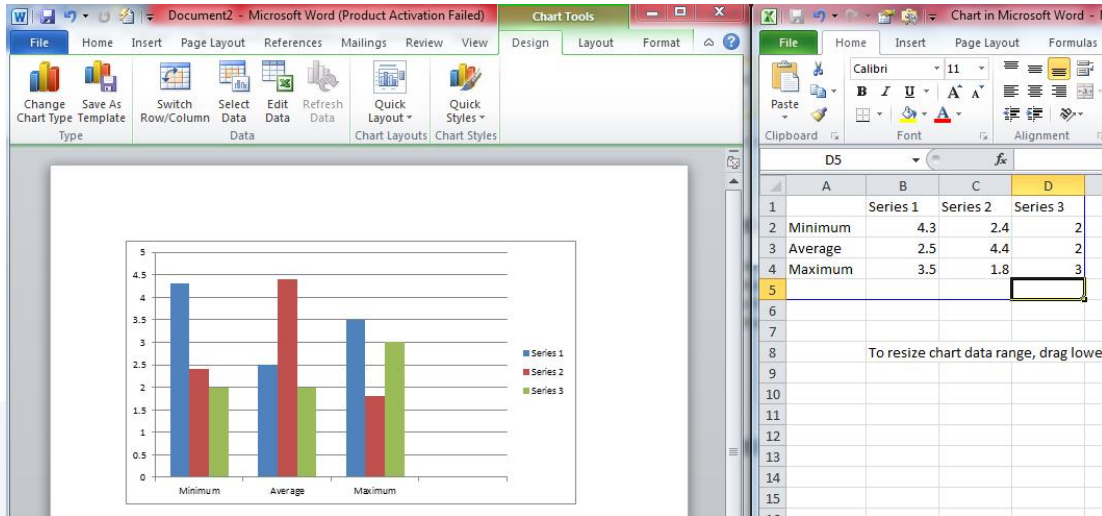 Document2 - Microsoft Word (Product Activation Failed)
Chart Tools
File Home Insert Page Layout References Mailings Review View Design Layout Format
Change Chart Type
Save As Template
Switch Row/Column
Select Data
Edit Data
Refresh Data
Quick Layout
Quick Styles
Type
Data
Chart Layouts
Chart Styles
5
4.5
4
3.5
3
2.5
2
1.5
1
0.5
0
Minimum Average Maximum
Series 1
Series 2
Series 3
Chart in Microsoft Word -
File Home Insert Page Layout Formulas
Paste
Calibri 11
B I U
Clipboard Font Alignment
D5 fx
A B C D
1 Series 1 Series 2 Series 3
2 Minimum 4.3 2.4 2
3 Average 2.5 4.4 2
4 Maximum 3.5 1.8 3
5
6
7
8 To resize chart data range, drag lowe
9
10
11
12
13
14
15